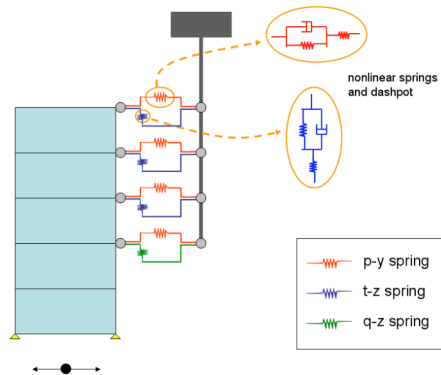 nonlinear springs
and dashpot
p-y spring
t-z spring
q-z spring